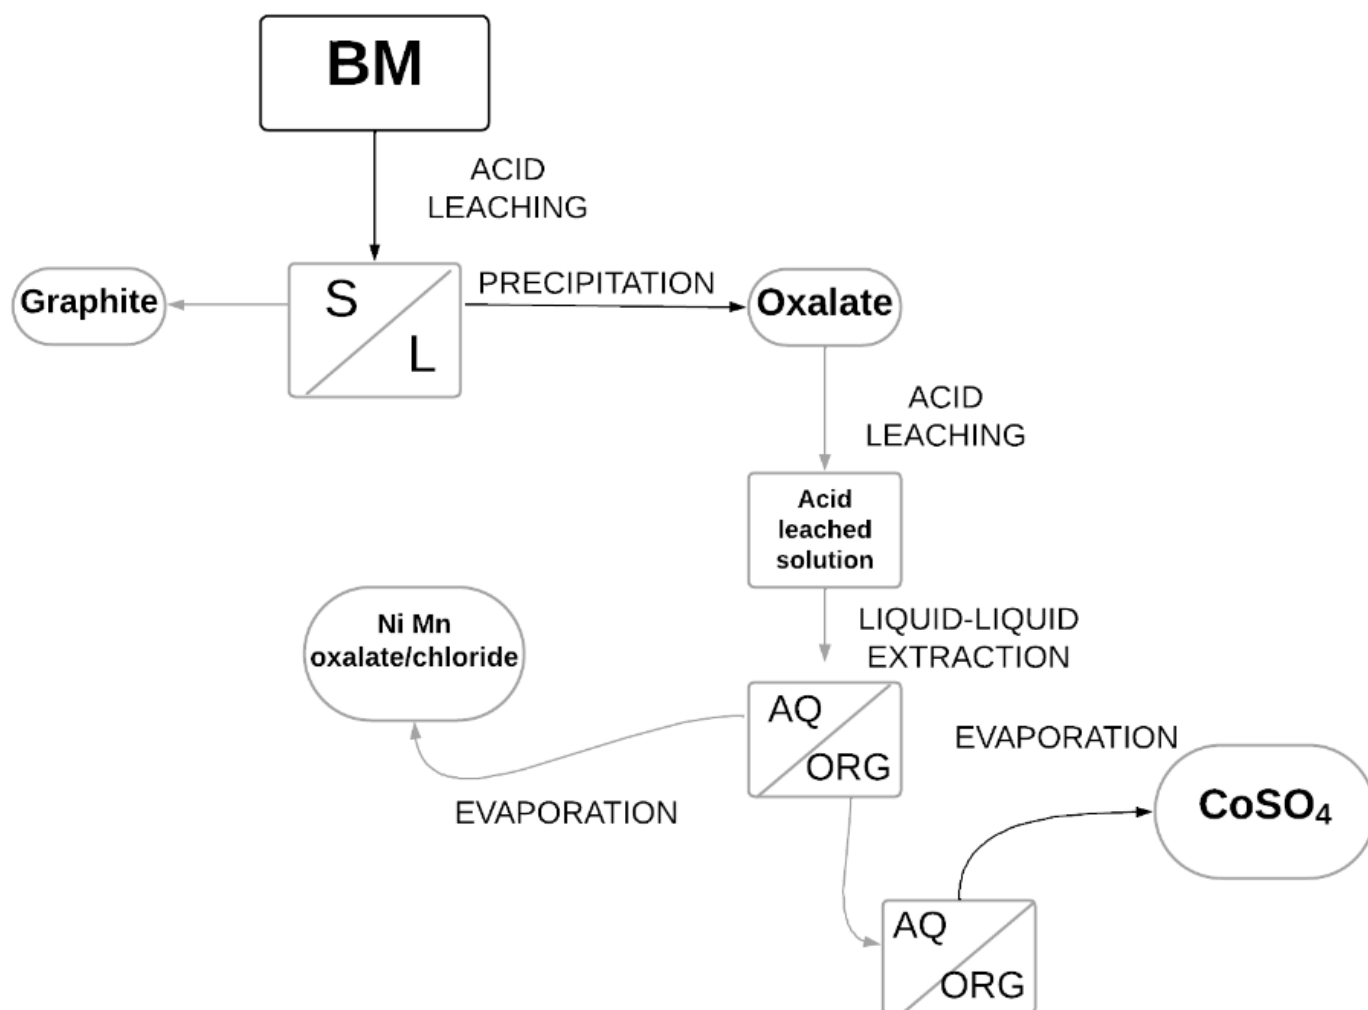 BM
ACID
LEACHING
Graphite
S
L
PRECIPITATION
Oxalate
ACID
LEACHING
Acid
leached
solution
LIQUID-LIQUID
EXTRACTION
Ni Mn
oxalate/chloride
AQ
ORG
EVAPORATION
EVAPORATION
CoSO₄
AQ
ORG